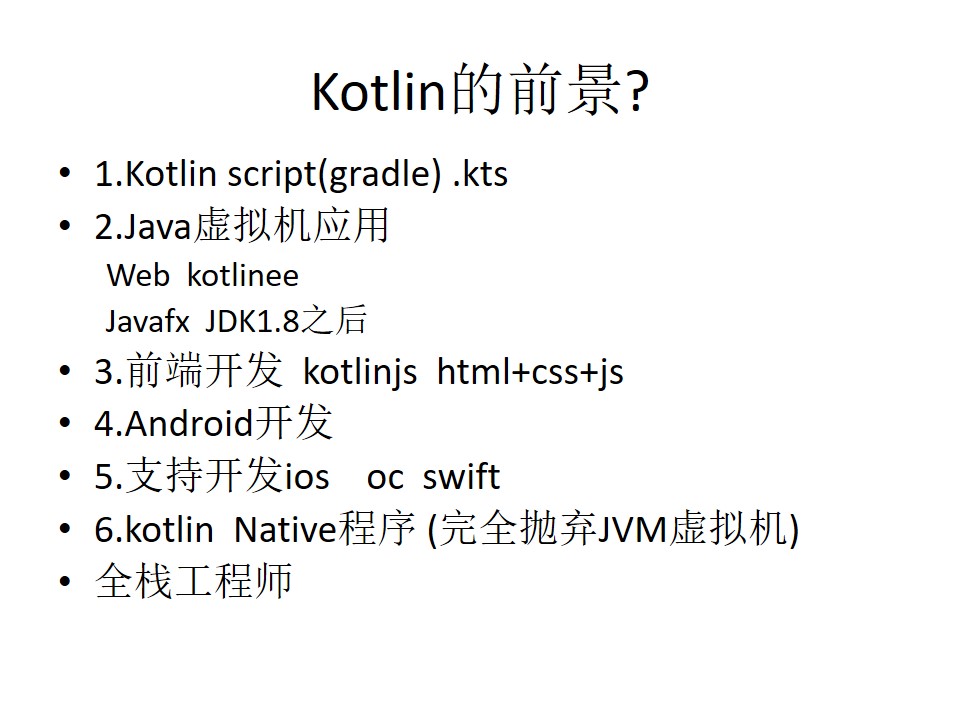 Kotlin的前景?
• 1.Kotlin script(gradle) .kts
• 2.Java虚拟机应用
Web kotlinee
Javafx JDK1.8之后
• 3.前端开发 kotlinjs html+css+js
• 4.Android开发
• 5.支持开发ios oc swift
• 6.kotlin Native程序 (完全抛弃JVM虚拟机)
• 全栈工程师